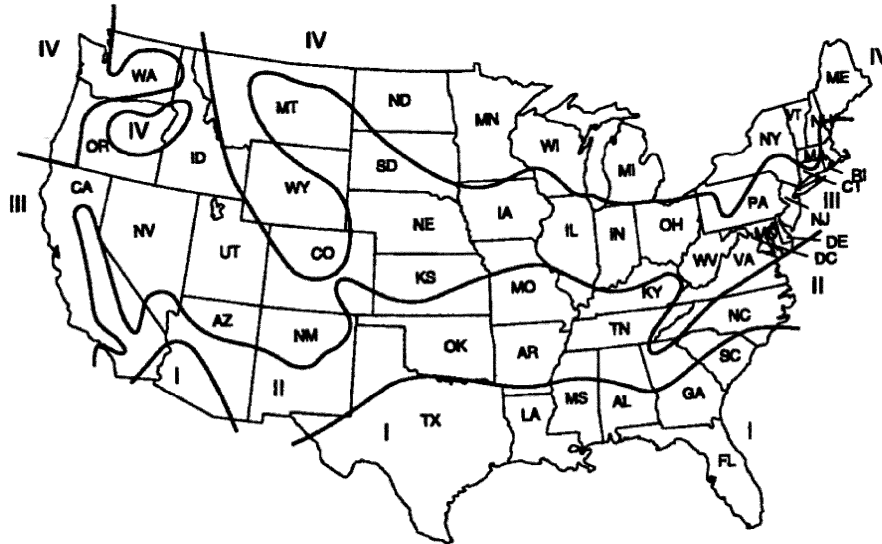 IV
IV
IV
WA
MT
ND
ME
MN
VT
NH
IV
OR
ID
WI
NY
MA
SD
MI
RI
CT
CA
WY
III
III
IA
PA
NJ
NV
NE
IL
IN
OH
MD
DE
UT
CO
WV
VA
DC
KS
MO
KY
II
AZ
NM
TN
NC
OK
AR
SC
I
II
MS
AL
GA
I
TX
LA
I
FL